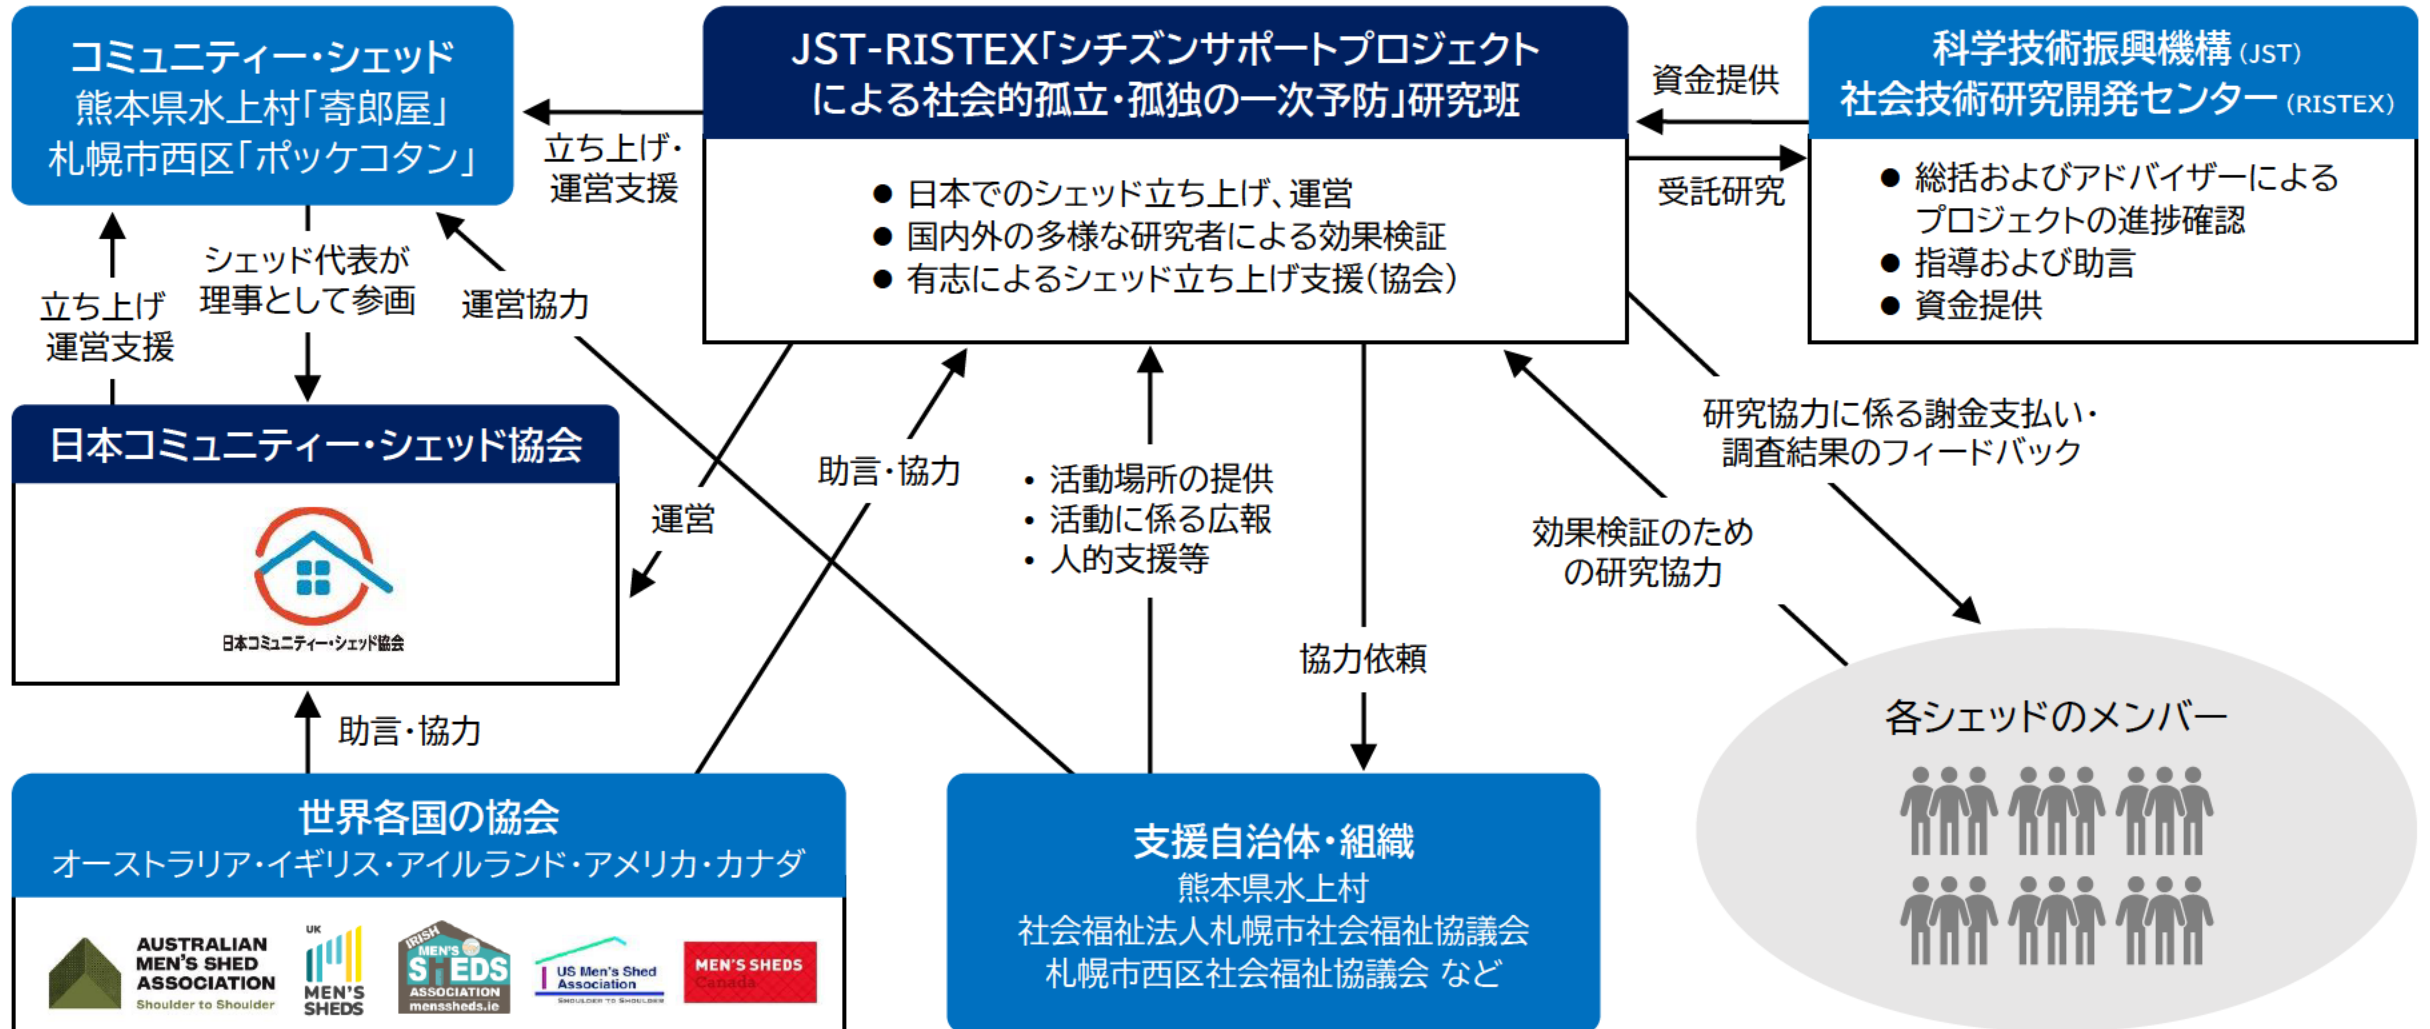 コミュニティー・シェッド
熊本県水上村「寄郎屋」
札幌市西区「ポッケコタン」
JST-RISTEX「シチズンサポートプロジェクト
による社会的孤立・孤独の一次予防」研究班
日本でのシェッド立ち上げ、運営
国内外の多様な研究者による効果検証
有志によるシェッド立ち上げ支援(協会)
科学技術振興機構(JST)
社会技術研究開発センター(RISTEX)
総括およびアドバイザーによる
プロジェクトの進捗確認
指導および助言
資金提供
資金提供
受託研究
立ち上げ・
運営支援
立ち上げ
運営支援
シェッド代表が
理事として参画
運営協力
日本コミュニティー・シェッド協会
日本コミュニティー・シェッド協会
運営
助言・協力
・活動場所の提供
・活動に係る広報
・人的支援等
協力依頼
研究協力に係る謝金支払い・
調査結果のフィードバック
効果検証のため
の研究協力
助言・協力
世界各国の協会
オーストラリア・イギリス・アイルランド・アメリカ・カナダ
AUSTRALIAN
MEN'S SHED
ASSOCIATION
Shoulder to Shoulder
UK
MEN'S
SHEDS
IRISH
MEN'S
SHEDS
ASSOCIATION
menssheds.ie
US Men's Shed
Association
SHOULDER TO SHOULDER
MEN'S SHEDS
Canada
支援自治体・組織
熊本県水上村
社会福祉法人札幌市社会福祉協議会
札幌市西区社会福祉協議会 など
各シェッドのメンバー